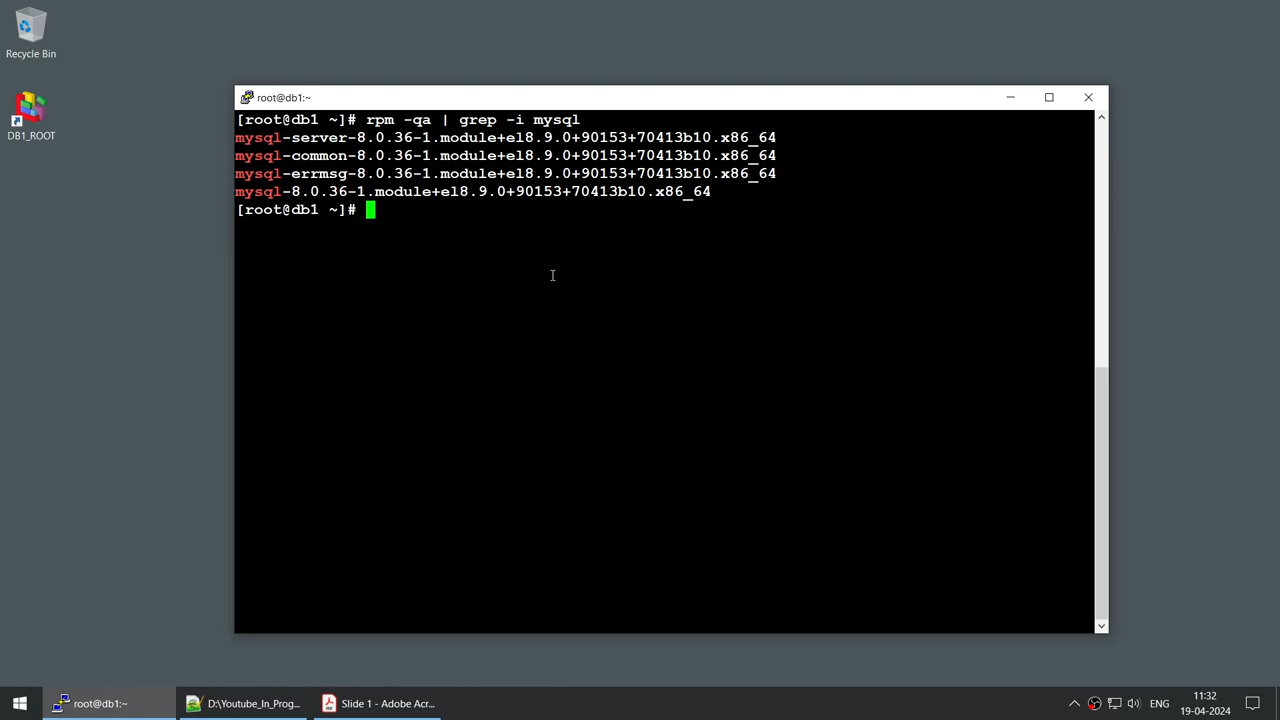 Recycle Bin
DB1_ROOT
root@db1:~
[root@db1 ~]# rpm -qa | grep -i mysql
mysql-server-8.0.36-1.module+el8.9.0+90153+70413b10.x86_64
mysql-common-8.0.36-1.module+el8.9.0+90153+70413b10.x86_64
mysql-errmsg-8.0.36-1.module+el8.9.0+90153+70413b10.x86_64
mysql-8.0.36-1.module+el8.9.0+90153+70413b10.x86_64
[root@db1 ~]#
root@db1:~
D:\Youtube_In_Prog...
Slide 1 - Adobe Acr...
ENG
11:32
19-04-2024